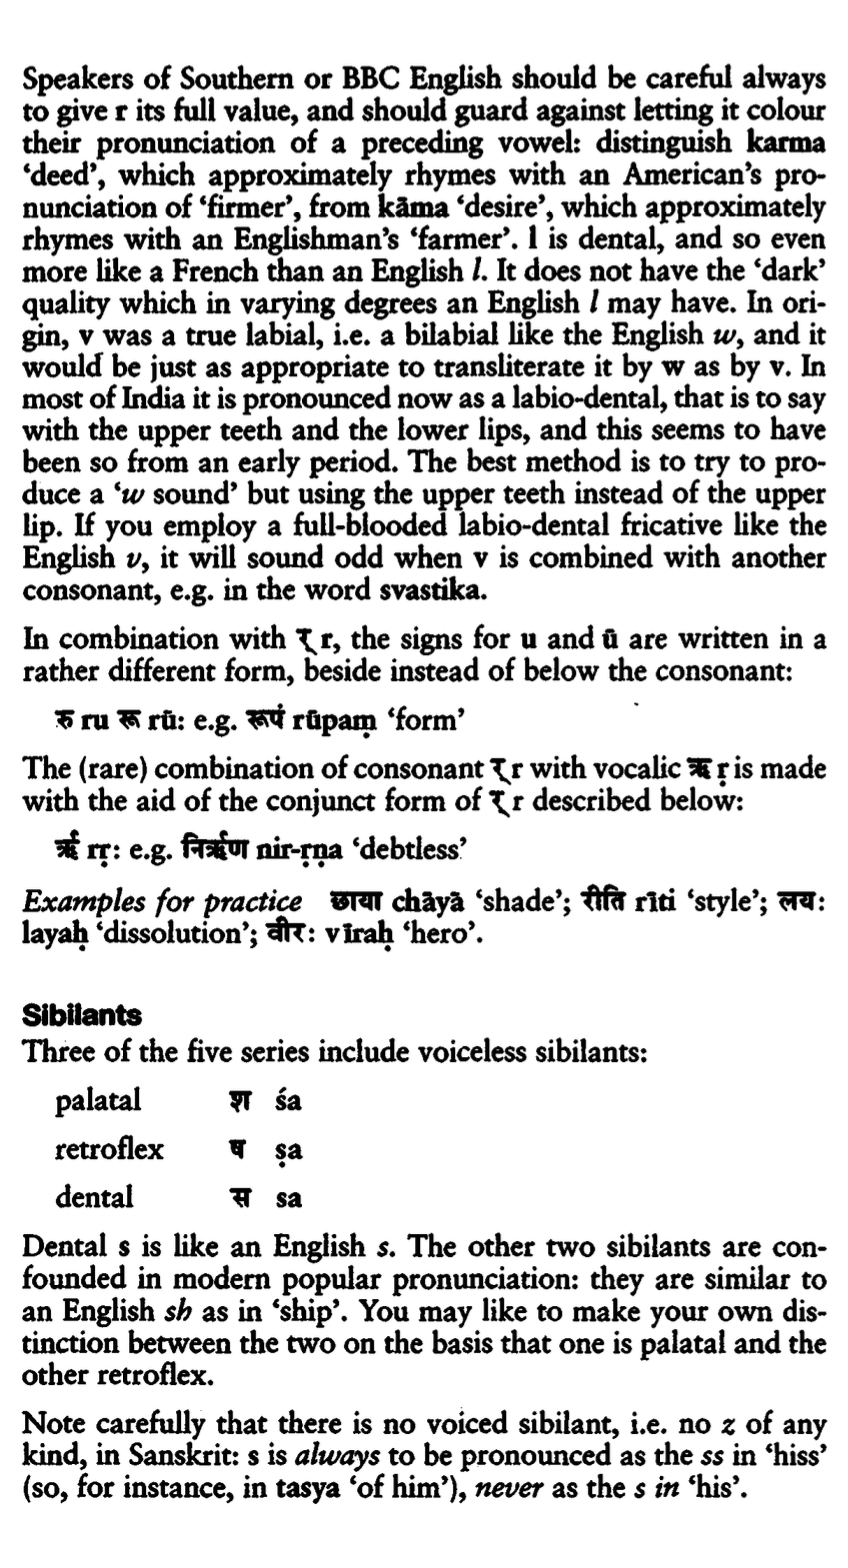 Speakers of Southern or BBC English should be careful always
to give r its full value, and should guard against letting it colour
their pronunciation of a preceding vowel: distinguish karma
‘deed’, which approximately rhymes with an American’s pro-
nunciation of ‘firmer’, from kāma ‘desire’, which approximately
rhymes with an Englishman’s ‘farmer’. l is dental, and so even
more like a French than an English l. It does not have the ‘dark’
quality which in varying degrees an English l may have. In ori-
gin, v was a true labial, i.e. a bilabial like the English w, and it
would be just as appropriate to transliterate it by w as by v. In
most of India it is pronounced now as a labio-dental, that is to say
with the upper teeth and the lower lips, and this seems to have
been so from an early period. The best method is to try to pro-
duce a ‘w sound’ but using the upper teeth instead of the upper
lip. If you employ a full-blooded labio-dental fricative like the
English v, it will sound odd when v is combined with another
consonant, e.g. in the word svastika.
In combination with र् r, the signs for u and ū are written in a
rather different form, beside instead of below the consonant:
रु ru रू rū: e.g. रूपं rūpaṃ ‘form’
The (rare) combination of consonant र् r with vocalic ऋ ṛ is made
with the aid of the conjunct form of र् r described below:
र्ऋ rṛ: e.g. निर्ऋण nir-ṛṇa ‘debtless’
Examples for practice छाया chāyā ‘shade’; रीति rīti ‘style’; लय:
layaḥ ‘dissolution’; वीर: vīraḥ ‘hero’.
Sibilants
Three of the five series include voiceless sibilants:
palatal श śa
retroflex ष ṣa
dental स sa
Dental s is like an English s. The other two sibilants are con-
founded in modern popular pronunciation: they are similar to
an English sh as in ‘ship’. You may like to make your own dis-
tinction between the two on the basis that one is palatal and the
other retroflex.
Note carefully that there is no voiced sibilant, i.e. no z of any
kind, in Sanskrit: s is always to be pronounced as the ss in ‘hiss’
(so, for instance, in tasya ‘of him’), never as the s in ‘his’.